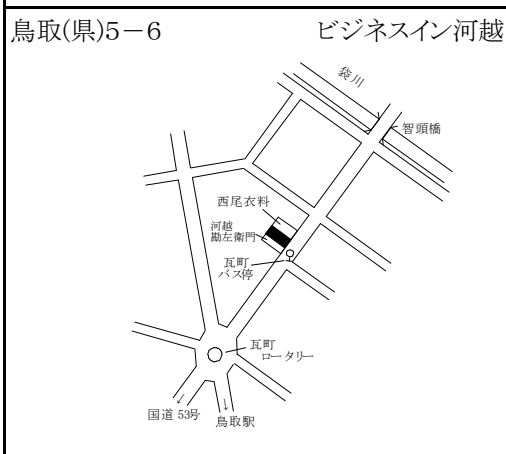 鳥取(県)5−6
ビジネスイン河越
袋川
智頭橋
西尾衣料
河越
勘左衛門
瓦町
バス停
瓦町
ロータリー
国道 53号
鳥取駅